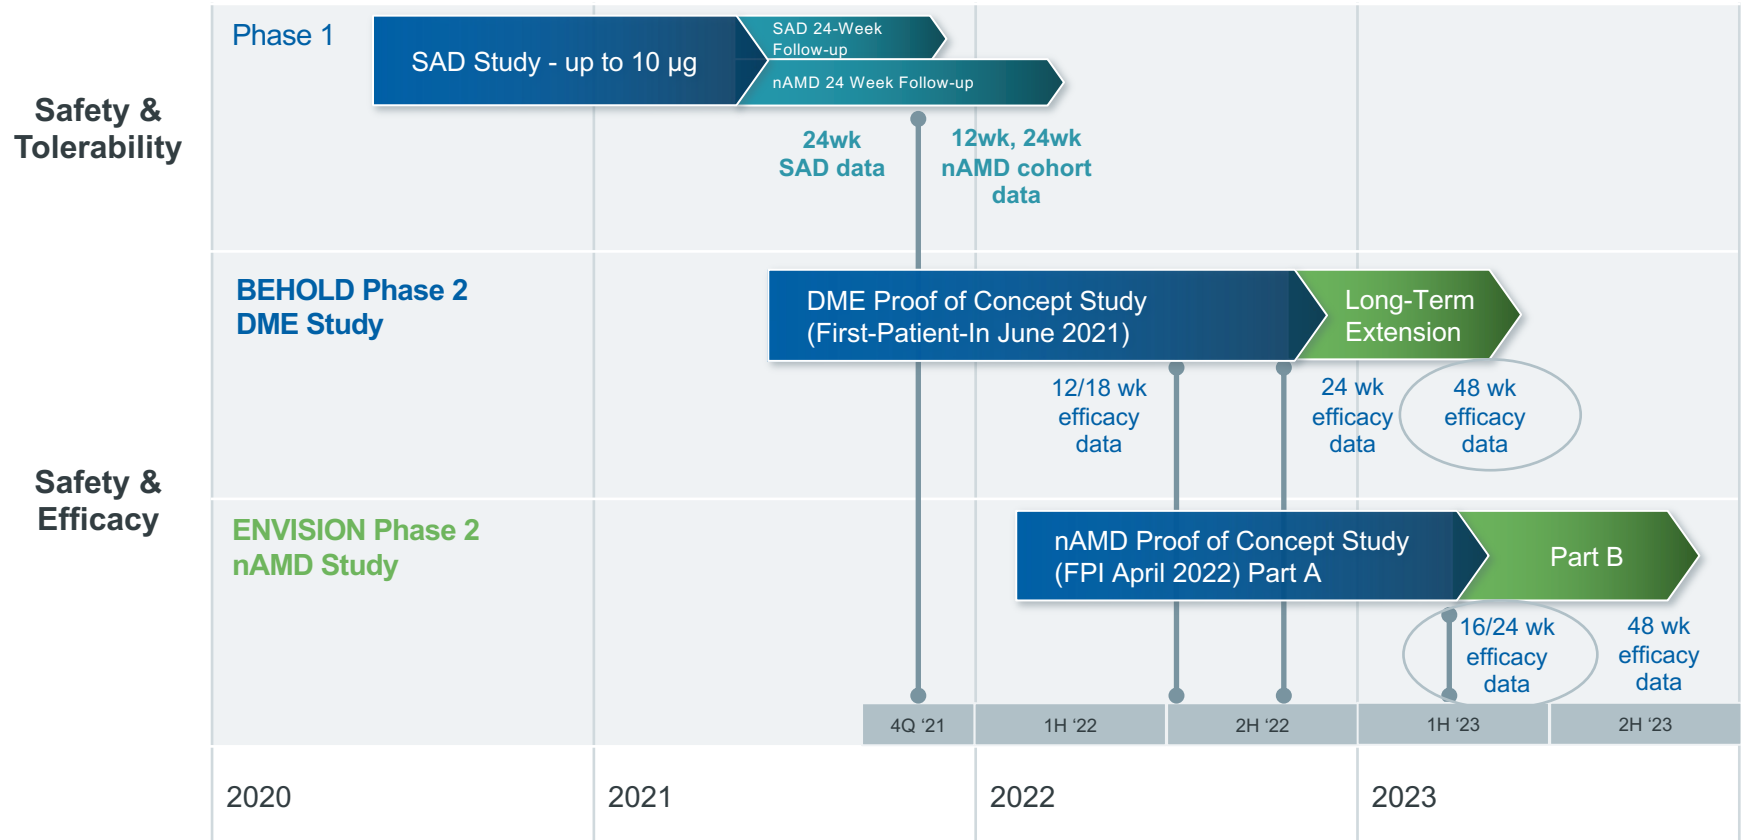 Safety &
Tolerability
Phase 1
SAD Study - up to 10 µg
SAD 24-Week
Follow-up
nAMD 24 Week Follow-up
24wk
SAD data
12wk, 24wk
nAMD cohort
data
Safety &
Efficacy
BEHOLD Phase 2
DME Study
DME Proof of Concept Study
(First-Patient-In June 2021)
Long-Term
Extension
12/18 wk
efficacy
data
24 wk
efficacy
data
48 wk
efficacy
data
ENVISION Phase 2
nAMD Study
nAMD Proof of Concept Study
(FPI April 2022) Part A
Part B
16/24 wk
efficacy
data
48 wk
efficacy
data
4Q ‘21
1H ‘22
2H ‘22
1H ‘23
2H ‘23
2020
2021
2022
2023